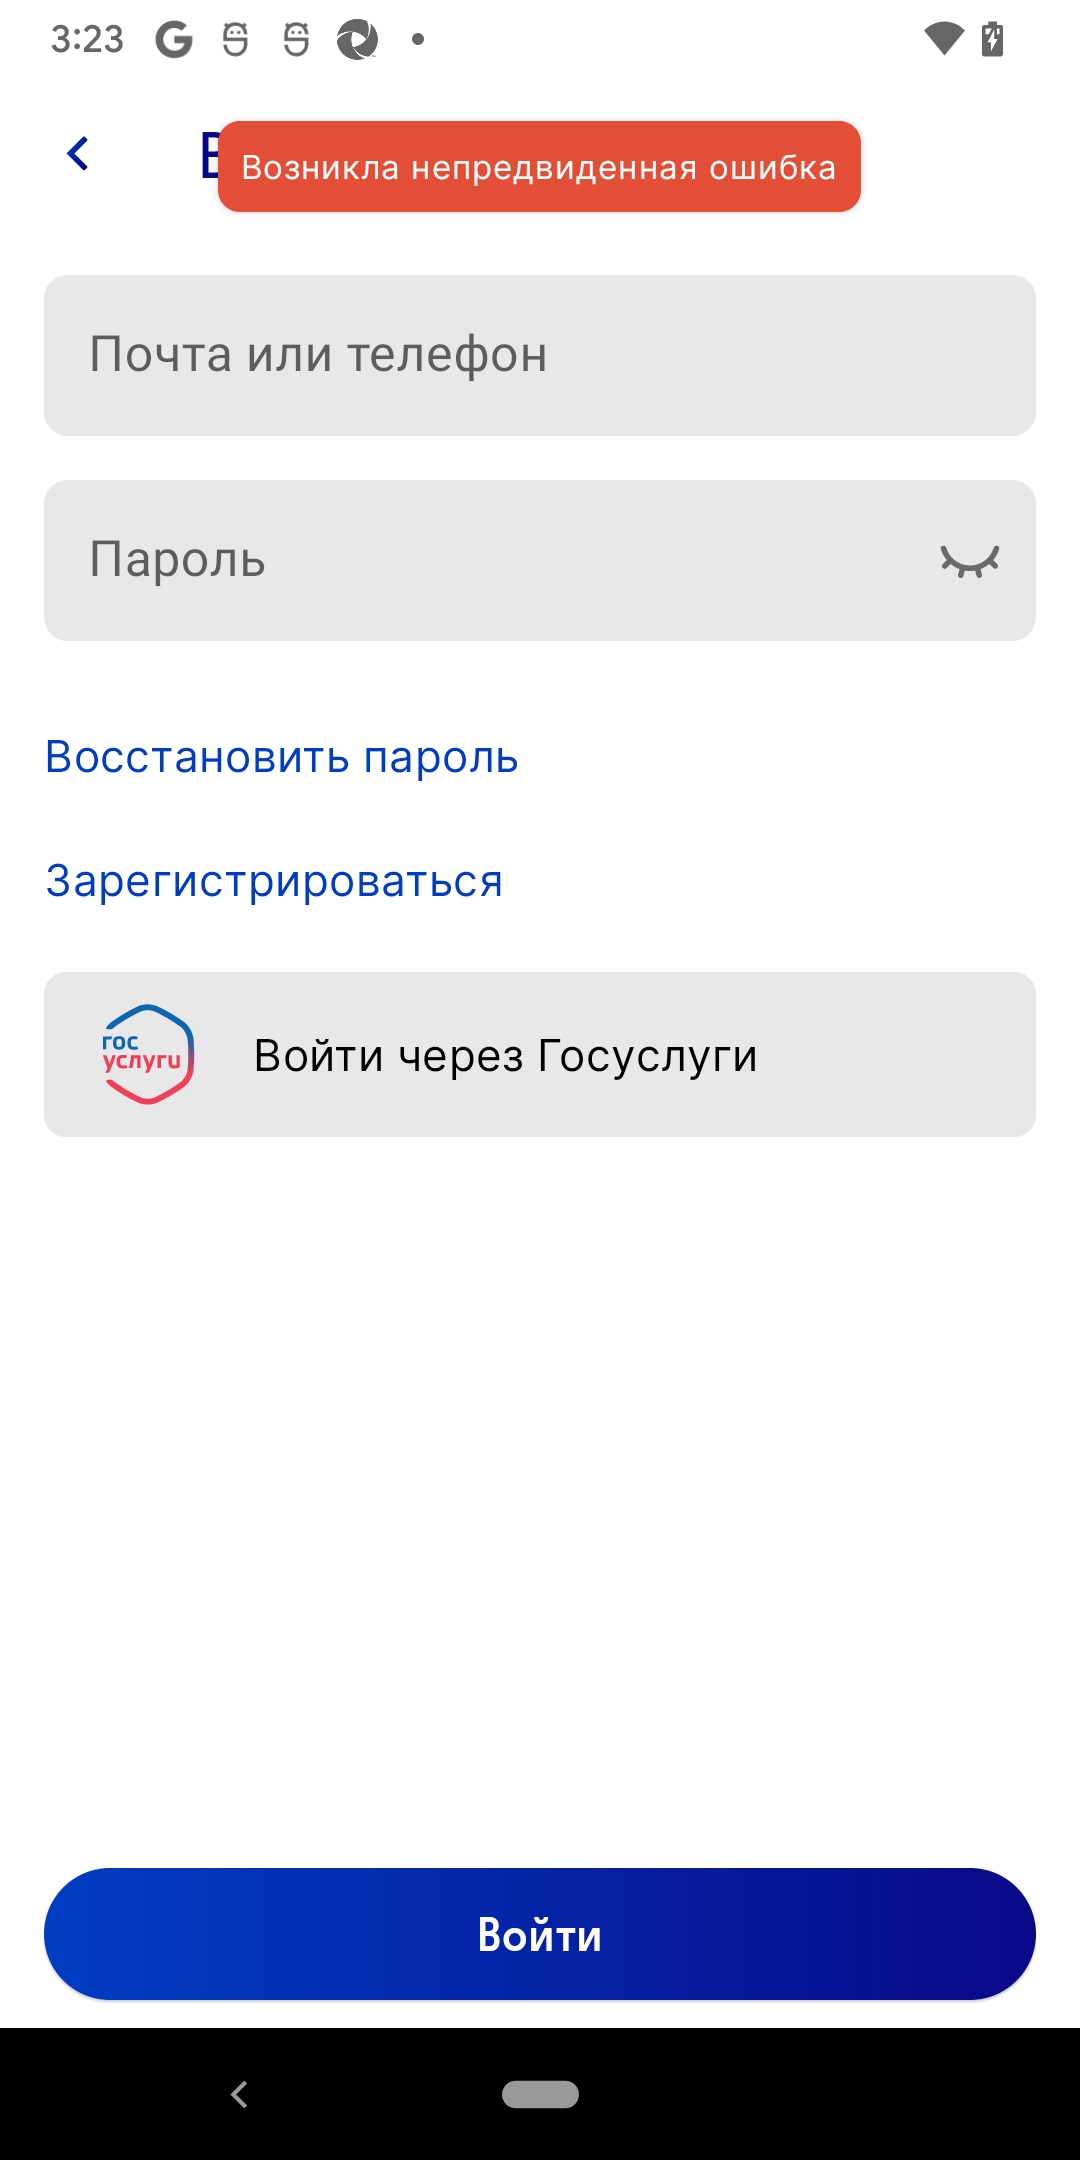 3:23
Возникла непредвиденная ошибка
Почта или телефон
Пароль
Восстановить пароль
Зарегистрироваться
гос
услуги
Войти через Госуслуги
Войти